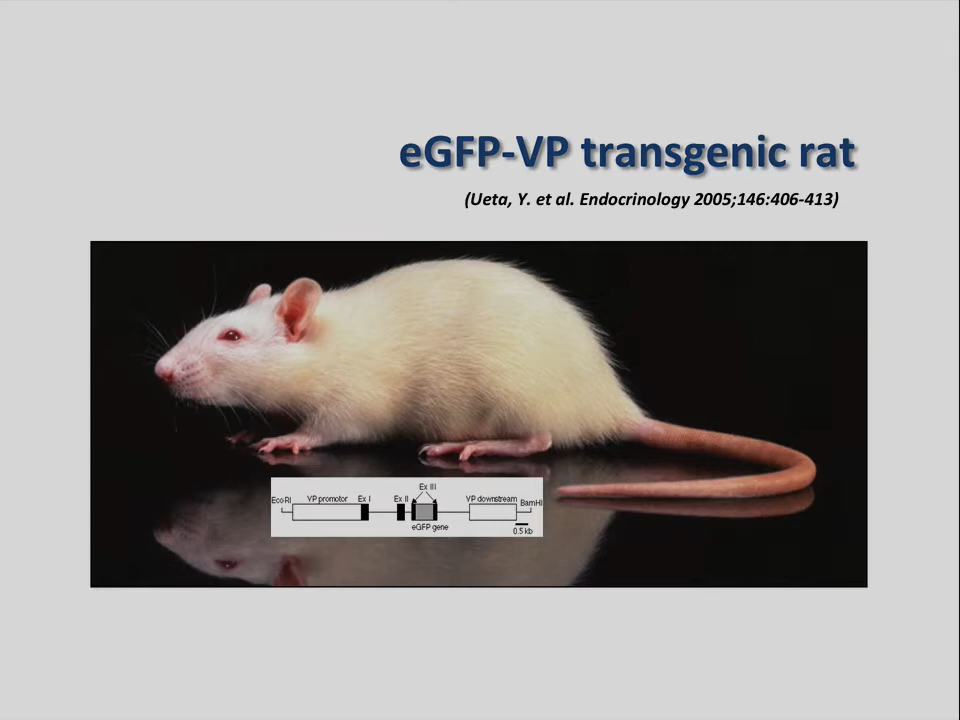 eGFP-VP transgenic rat
(Ueta, Y. et al. Endocrinology 2005;146:406-413)
Ex III
EcoRI VP promotor Ex I Ex II VP downstream BamHI
eGFP gene
0.5 kb